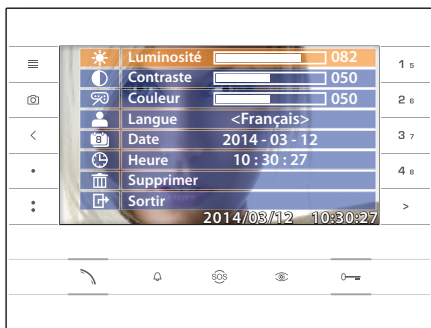 Luminosité 082
Contraste 050
Couleur 050
Langue <Français>
Date 2014 - 03 - 12
Heure 10 : 30 : 27
Supprimer
Sortir
2014/03/12 10:30:27
1 5
2 6
3 7
4 8
>
<
SOS